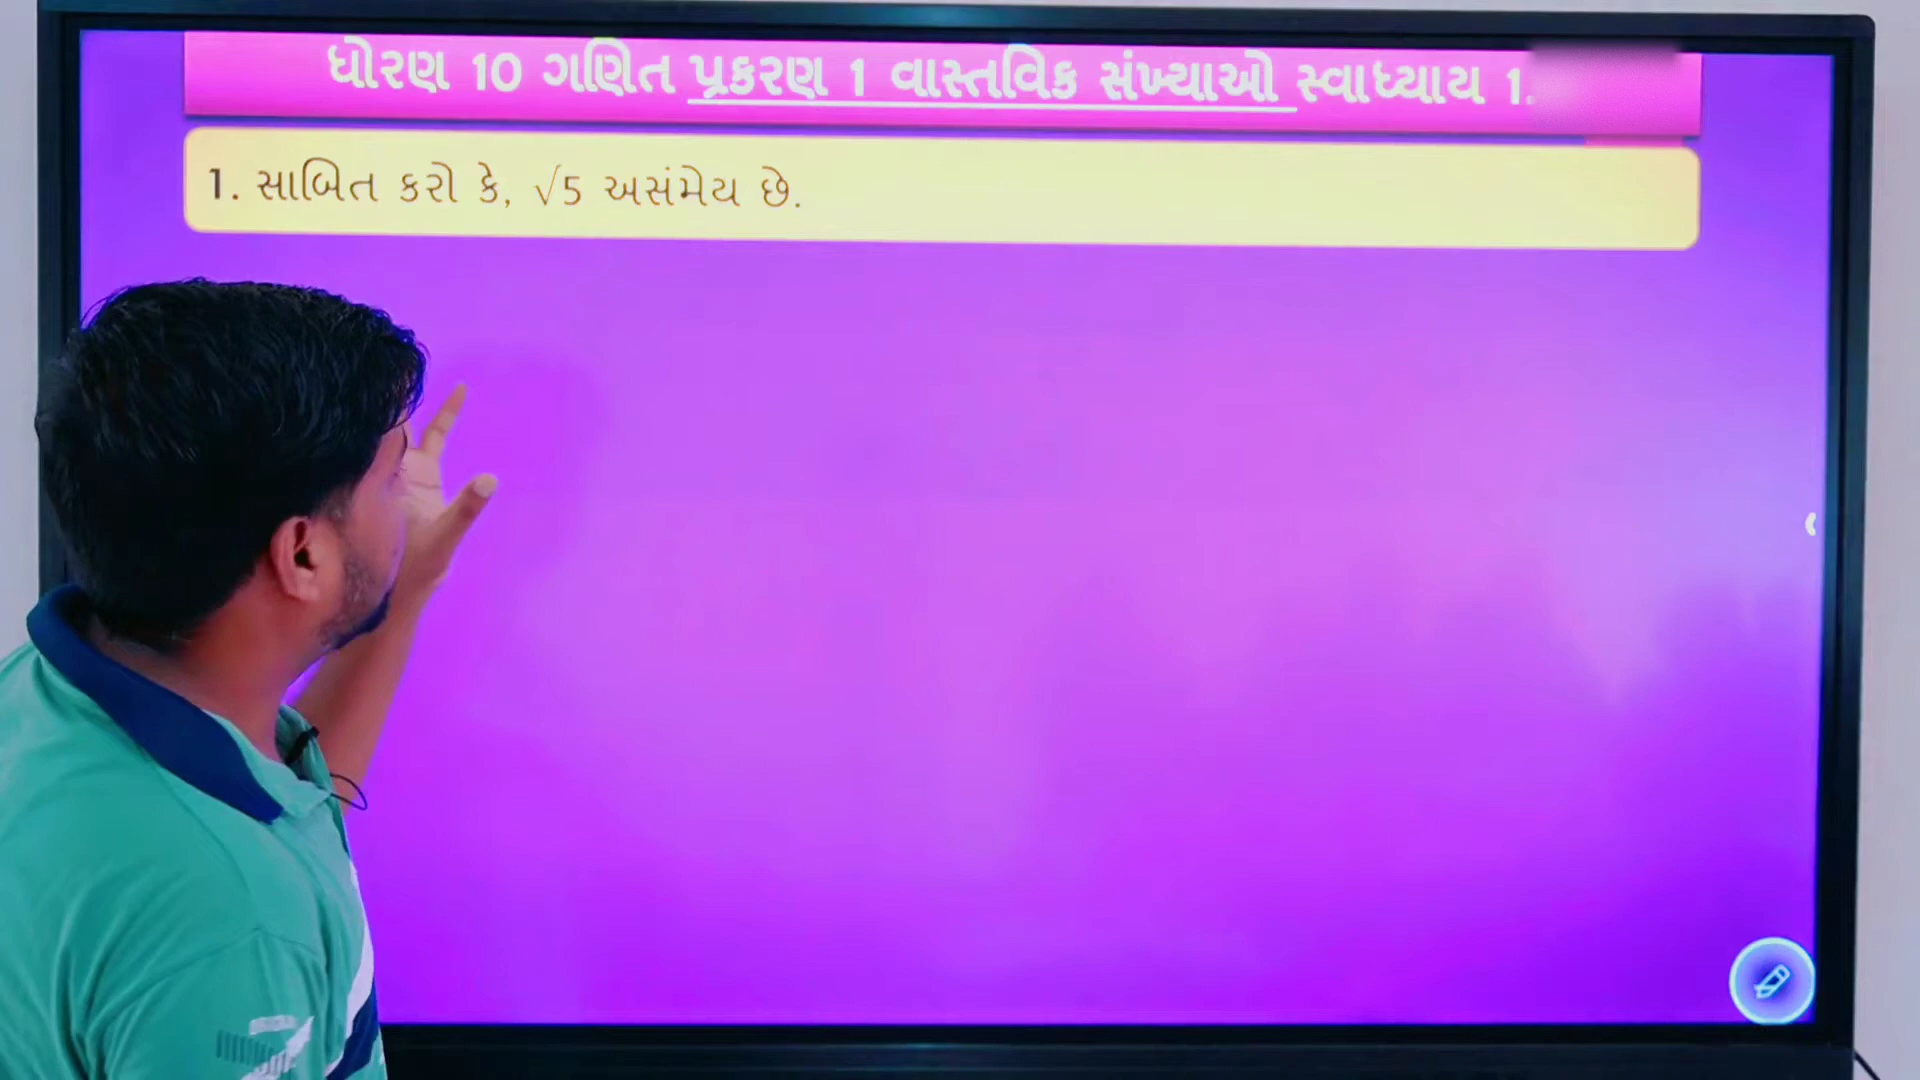 ધોરણ 10 ગણિત પ્રકરણ 1 વાસ્તવિક સંખ્યાઓ સ્વાધ્યાય 1.
1. સાબિત કરો કે, √5 અસંમેય છે.